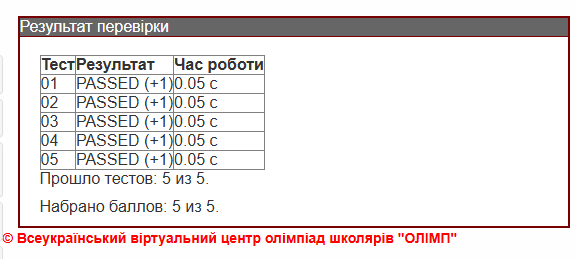 Результат перевірки
Тест Результат Час роботи
01 PASSED (+1) 0.05 с
02 PASSED (+1) 0.05 с
03 PASSED (+1) 0.05 с
04 PASSED (+1) 0.05 с
05 PASSED (+1) 0.05 с
Прошло тестов: 5 из 5.
Набрано баллов: 5 из 5.
© Всеукраїнський віртуальний центр олімпіад школярів "ОЛІМП"